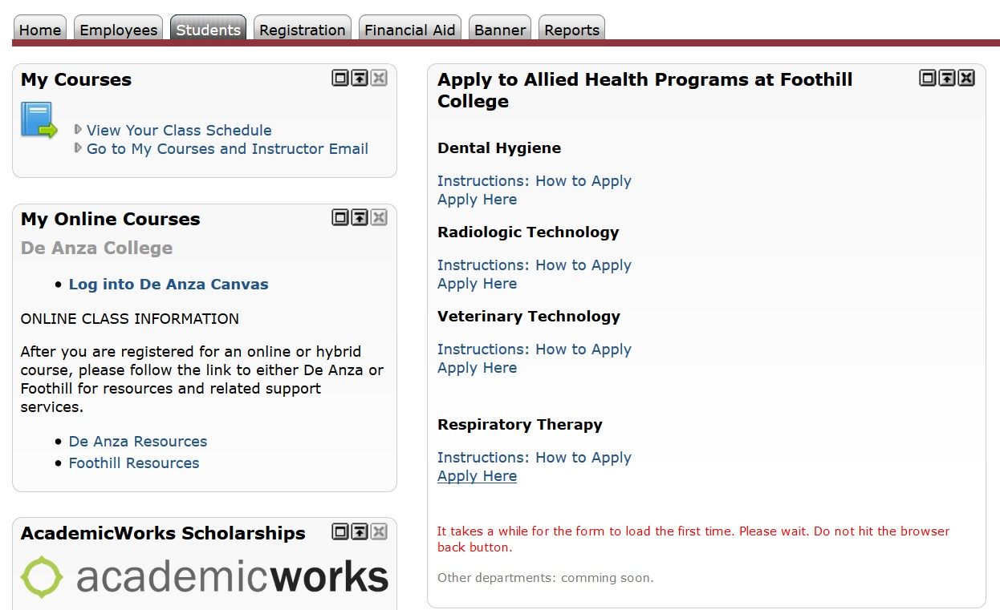 Home Employees Students Registration Financial Aid Banner Reports
My Courses
View Your Class Schedule
Go to My Courses and Instructor Email
My Online Courses
De Anza College
Log into De Anza Canvas
ONLINE CLASS INFORMATION
After you are registered for an online or hybrid
course, please follow the link to either De Anza or
Foothill for resources and related support
services.
De Anza Resources
Foothill Resources
AcademicWorks Scholarships
academicworks
Apply to Allied Health Programs at Foothill
College
Dental Hygiene
Instructions: How to Apply
Apply Here
Radiologic Technology
Instructions: How to Apply
Apply Here
Veterinary Technology
Instructions: How to Apply
Apply Here
Respiratory Therapy
Instructions: How to Apply
Apply Here
It takes a while for the form to load the first time. Please wait. Do not hit the browser
back button.
Other departments: comming soon.